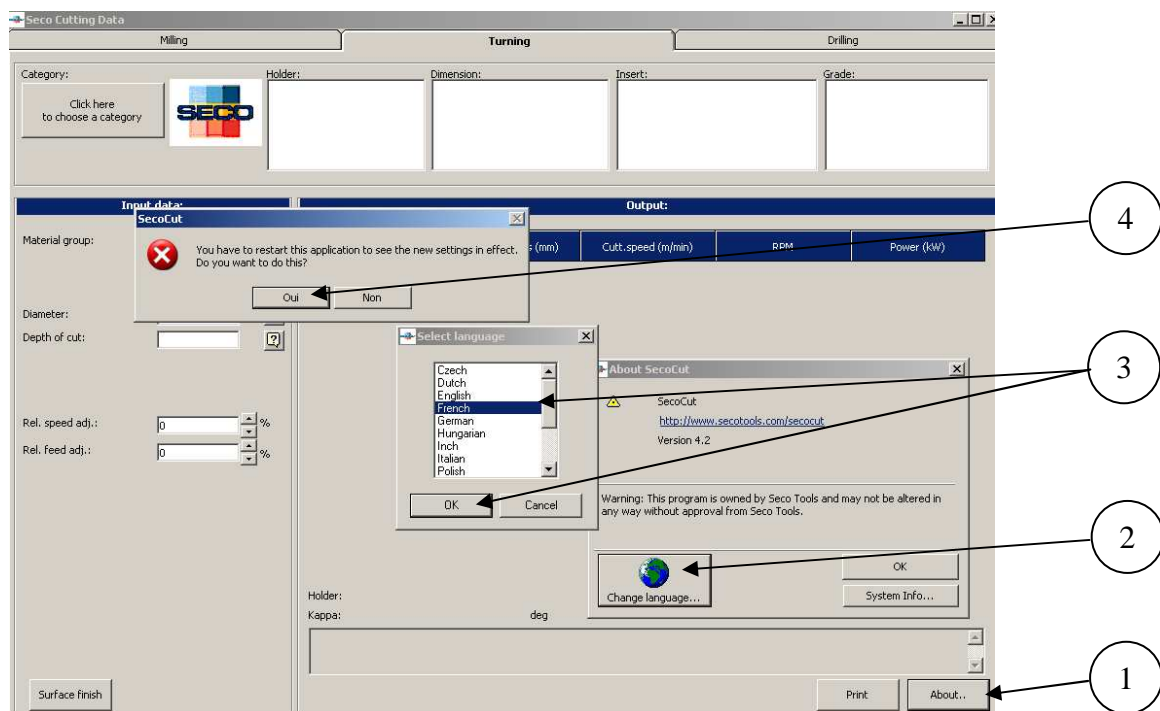 Seco Cutting Data
Milling
Turning
Drilling
Category:
Holder:
Dimension:
Insert:
Grade:
Click here
to choose a category
SECO
Input data:
Output:
SecoCut
You have to restart this application to see the new settings in effect.
Do you want to do this?
Oui
Non
Material group:
(mm)
Cutt.speed (m/min)
RPM
Power (kW)
4
Diameter:
Depth of cut:
Select language
Czech
Dutch
English
French
German
Hungarian
Inch
Italian
Polish
OK
Cancel
3
About SecoCut
SecoCut
http://www.secotools.com/secocut
Version 4.2
Warning: This program is owned by Seco Tools and may not be altered in
any way without approval from Seco Tools.
Rel. speed adj.:
0
%
Rel. feed adj.:
0
%
2
Change language...
OK
System Info...
Holder:
Kappa:
deg
Surface finish
Print
About..
1